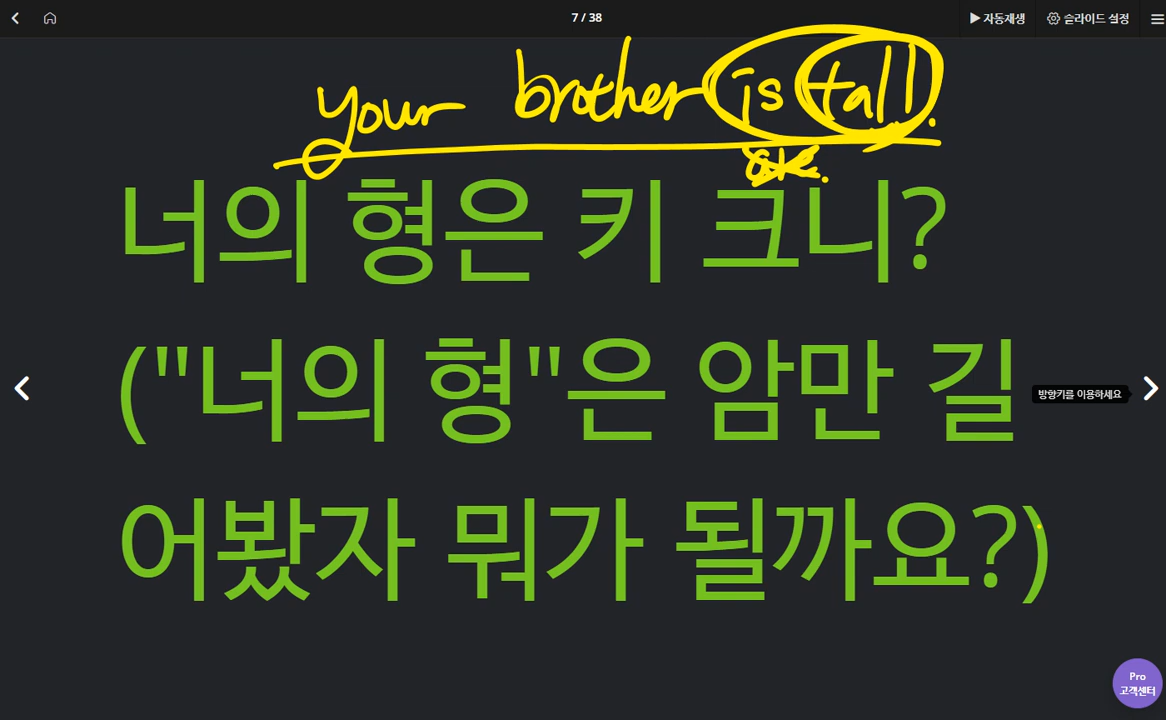 7 / 38
자동재생
슬라이드 설정
your brother is tall.
너의 형은 키 크니?
("너의 형"은 암만 길
방향키를 이용하세요
어봤자 뭐가 될까요?)
Pro
고객센터